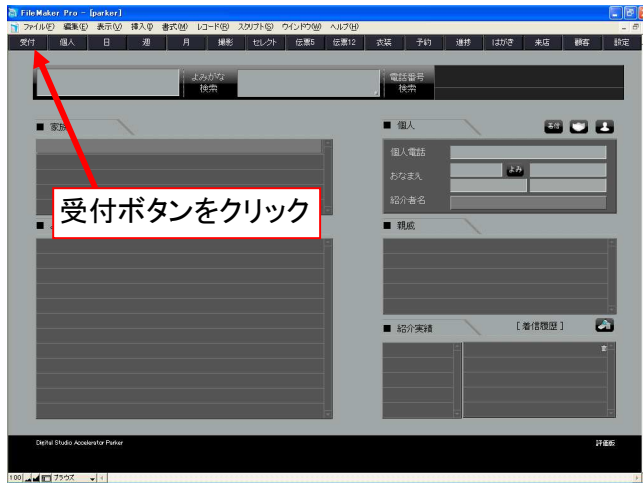 FileMaker Pro - [parker]
ファイル(F) 編集(E) 表示(V) 挿入(I) 書式(M) レコード(R) スクリプト(S) ウインドウ(W) ヘルプ(H)
受付 個人 日 週 月 撮影 セレクト 伝票5 伝票12 衣装 予約 進捗 はがき 来店 顧客 設定
よみがな 検索
電話番号 検索
■ 家族
■ 個人
個人電話
おなまえ よみ
紹介者名
受付ボタンをクリック
■ 親戚
■ 紹介実績 [着信履歴]
Digital Studio Accelerator Parker 評価版
100 ブラウズ